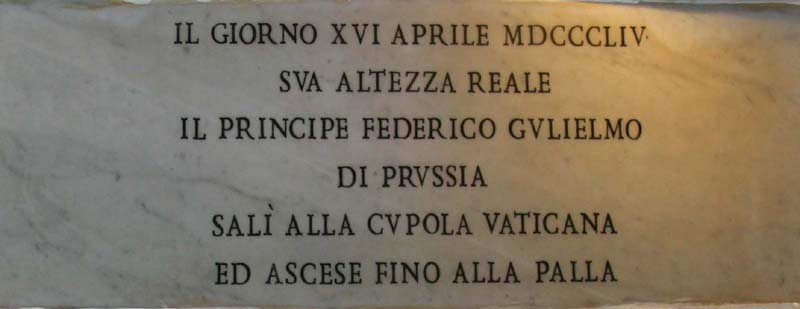 IL GIORNO XVI APRILE MDCCCLIV·
SVA ALTEZZA REALE
IL PRINCIPE FEDERICO GVLIELMO
DI PRVSSIA
SALÌ ALLA CVPOLA VATICANA
ED ASCESE FINO ALLA PALLA